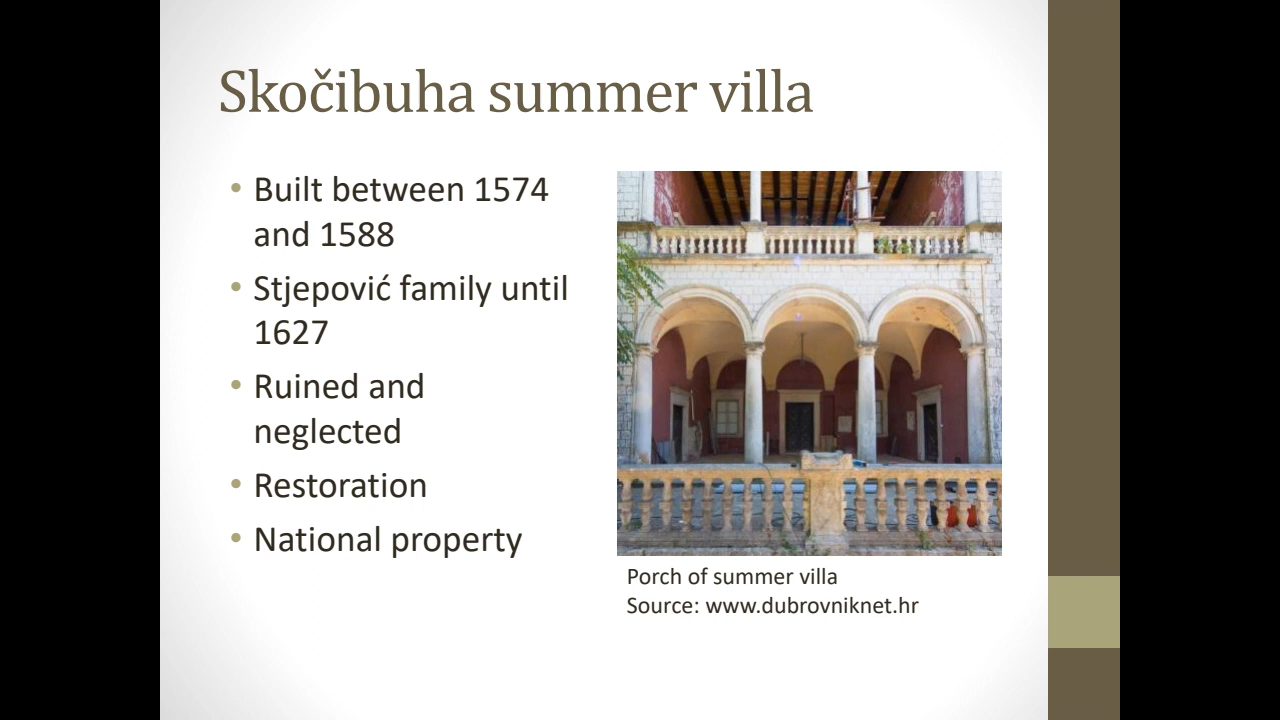 Skočibuha summer villa
• Built between 1574
and 1588
• Stjepović family until
1627
• Ruined and
neglected
• Restoration
• National property
Porch of summer villa
Source: www.dubrovniknet.hr